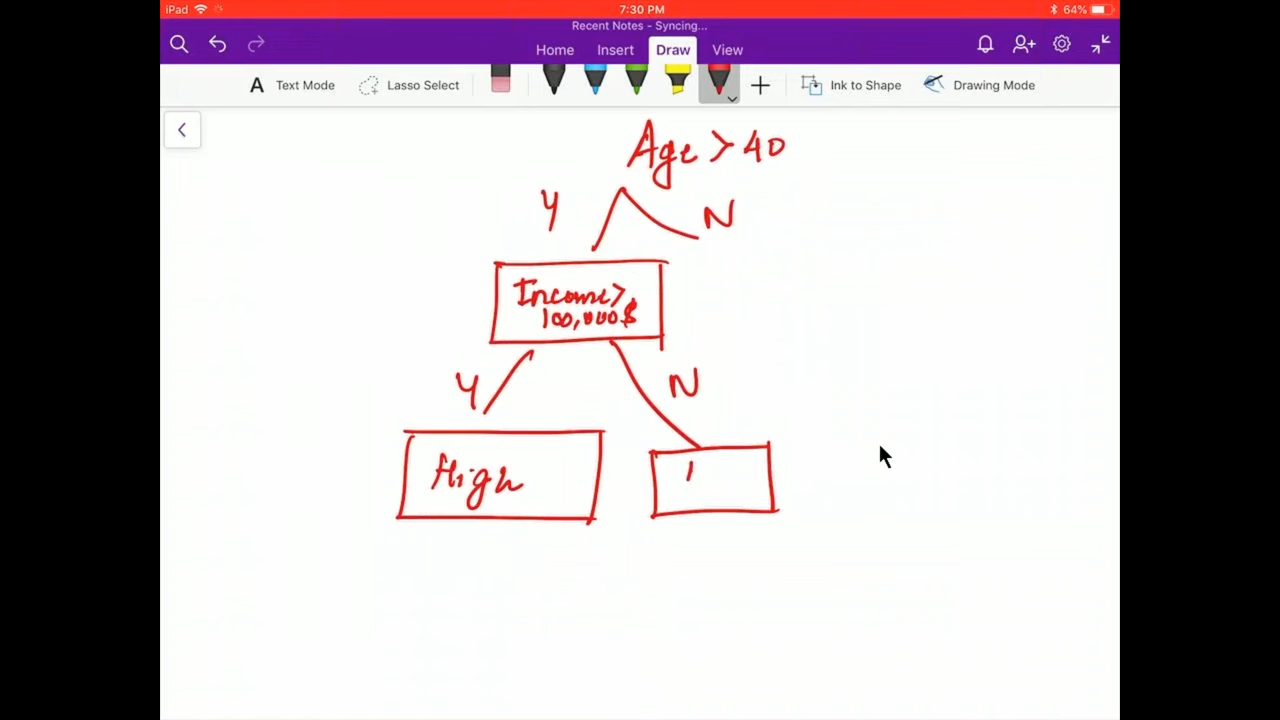 iPad 7:30 PM 64%
Recent Notes - Syncing...
Home Insert Draw View
A Text Mode Lasso Select Ink to Shape Drawing Mode
Age > 40
Y N
Income >
100,000$
Y N
High